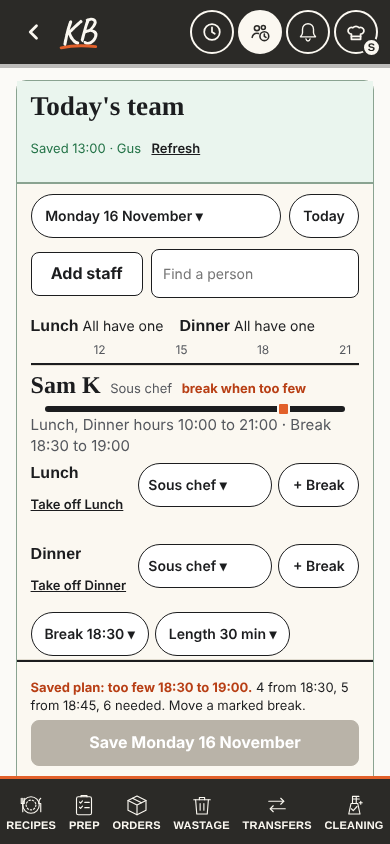 KB
S
Today's team
Saved 13:00 · Gus Refresh
Monday 16 November ▾ Today
Add staff Find a person
Lunch All have one Dinner All have one
12 15 18 21
Sam K Sous chef break when too few
Lunch, Dinner hours 10:00 to 21:00 · Break
18:30 to 19:00
Lunch
Sous chef ▾ + Break
Take off Lunch
Dinner
Sous chef ▾ + Break
Take off Dinner
Break 18:30 ▾ Length 30 min ▾
Saved plan: too few 18:30 to 19:00. 4 from 18:30, 5
from 18:45, 6 needed. Move a marked break.
Save Monday 16 November
RECIPES PREP ORDERS WASTAGE TRANSFERS CLEANING